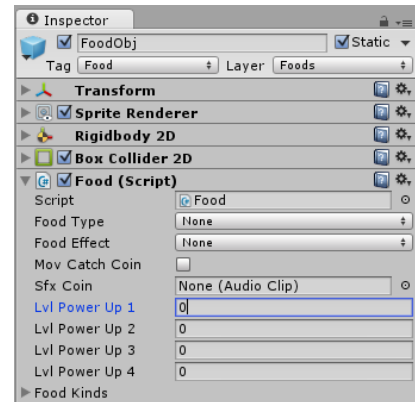 Inspector
FoodObj Static
Tag Food Layer Foods
Transform
Sprite Renderer
Rigidbody 2D
Box Collider 2D
Food (Script)
Script Food
Food Type None
Food Effect None
Mov Catch Coin
Sfx Coin None (Audio Clip)
Lvl Power Up 1 0
Lvl Power Up 2 0
Lvl Power Up 3 0
Lvl Power Up 4 0
Food Kinds